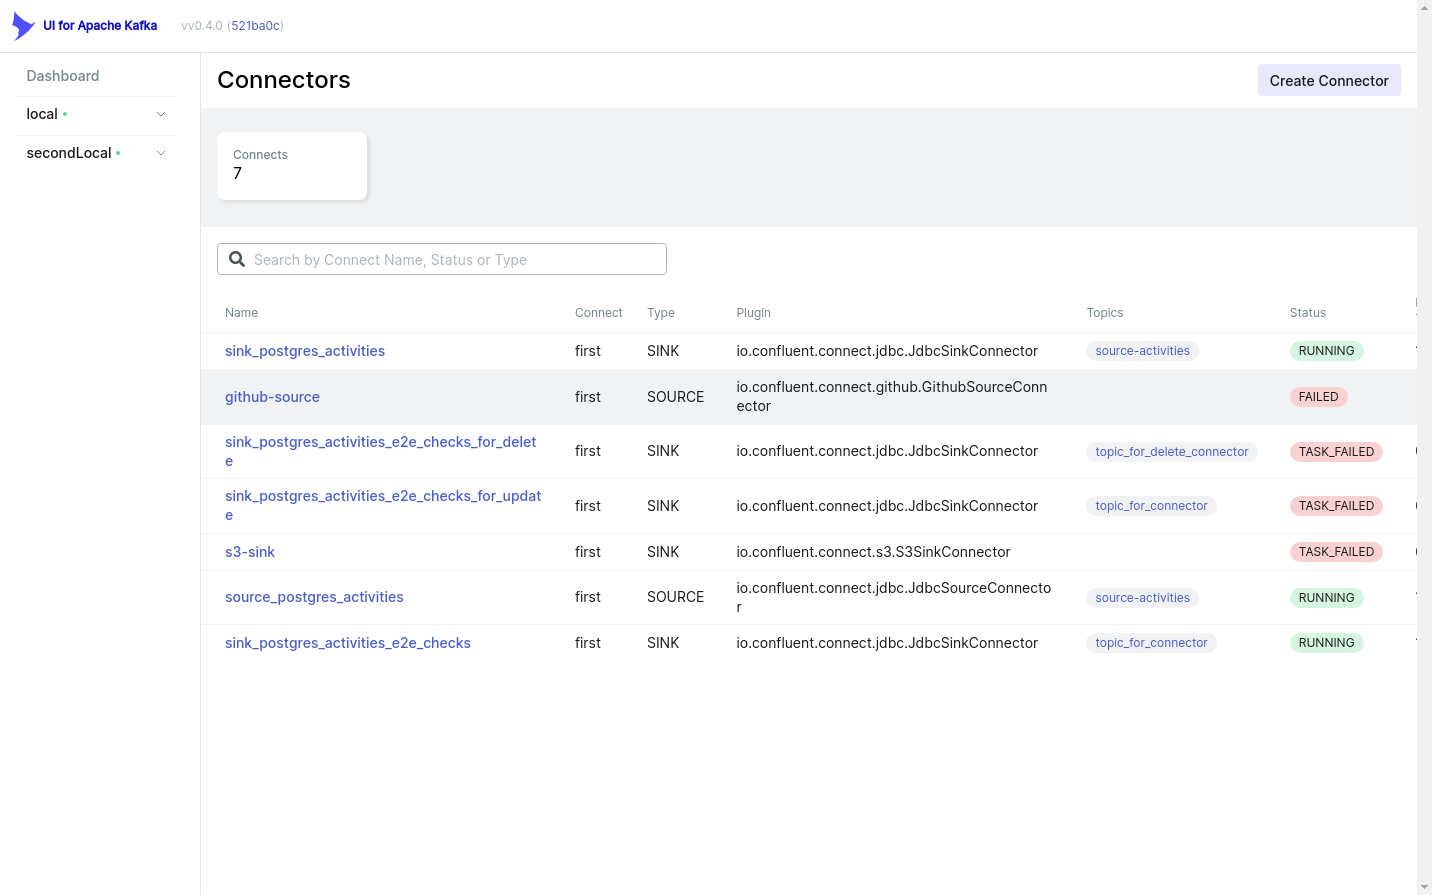 UI for Apache Kafka vv0.4.0 (521ba0c)
Dashboard
local
secondLocal
Connectors
Create Connector
Connects
7
Search by Connect Name, Status or Type
Name Connect Type Plugin Topics Status
sink_postgres_activities first SINK io.confluent.connect.jdbc.JdbcSinkConnector source-activities RUNNING
github-source first SOURCE io.confluent.connect.github.GithubSourceConn
ector FAILED
sink_postgres_activities_e2e_checks_for_delet
e first SINK io.confluent.connect.jdbc.JdbcSinkConnector topic_for_delete_connector TASK_FAILED
sink_postgres_activities_e2e_checks_for_updat
e first SINK io.confluent.connect.jdbc.JdbcSinkConnector topic_for_connector TASK_FAILED
s3-sink first SINK io.confluent.connect.s3.S3SinkConnector TASK_FAILED
source_postgres_activities first SOURCE io.confluent.connect.jdbc.JdbcSourceConnecto
r source-activities RUNNING
sink_postgres_activities_e2e_checks first SINK io.confluent.connect.jdbc.JdbcSinkConnector topic_for_connector RUNNING